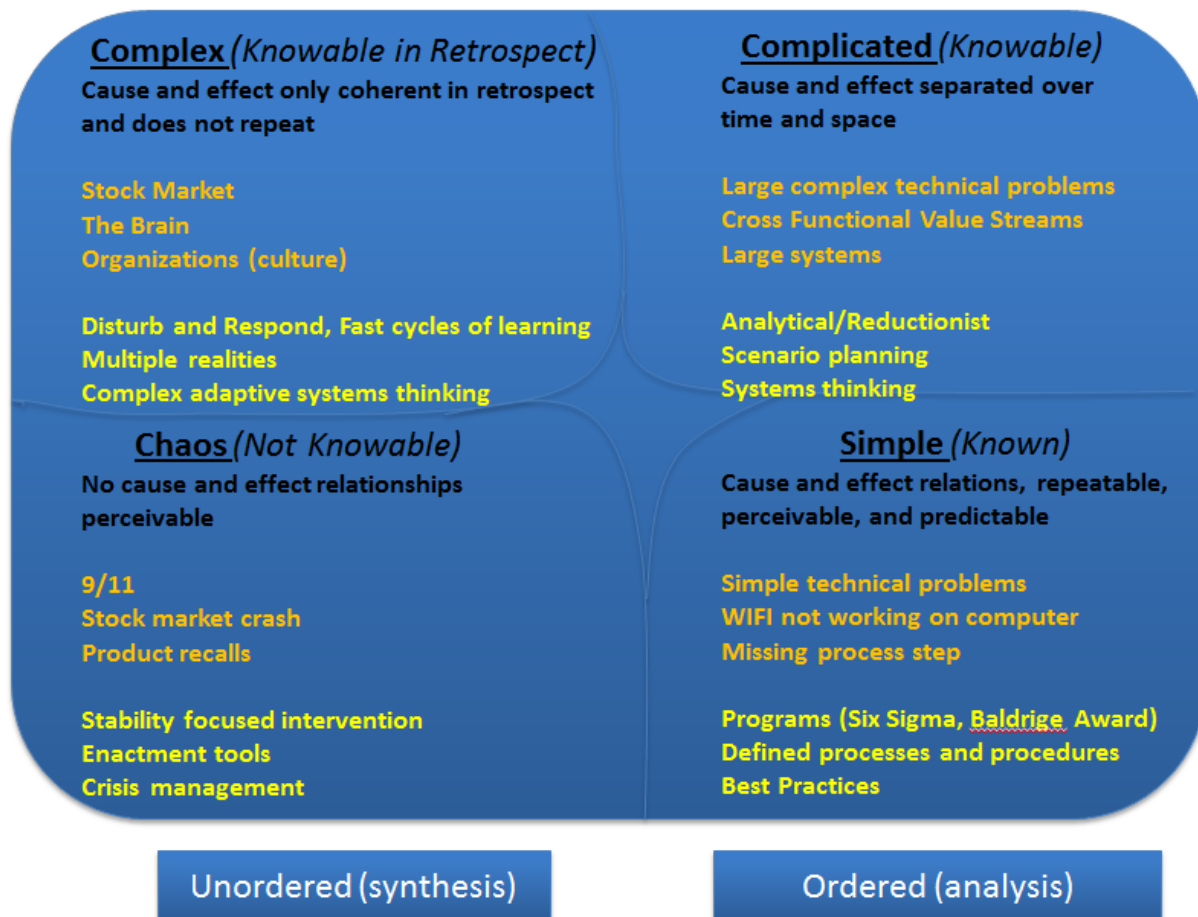 Complex (Knowable in Retrospect)
Cause and effect only coherent in retrospect
and does not repeat
Stock Market
The Brain
Organizations (culture)
Disturb and Respond, Fast cycles of learning
Multiple realities
Complex adaptive systems thinking
Complicated (Knowable)
Cause and effect separated over
time and space
Large complex technical problems
Cross Functional Value Streams
Large systems
Analytical/Reductionist
Scenario planning
Systems thinking
Chaos (Not Knowable)
No cause and effect relationships
perceivable
9/11
Stock market crash
Product recalls
Stability focused intervention
Enactment tools
Crisis management
Simple (Known)
Cause and effect relations, repeatable,
perceivable, and predictable
Simple technical problems
WIFI not working on computer
Missing process step
Programs (Six Sigma, Baldrige Award)
Defined processes and procedures
Best Practices
Unordered (synthesis)
Ordered (analysis)